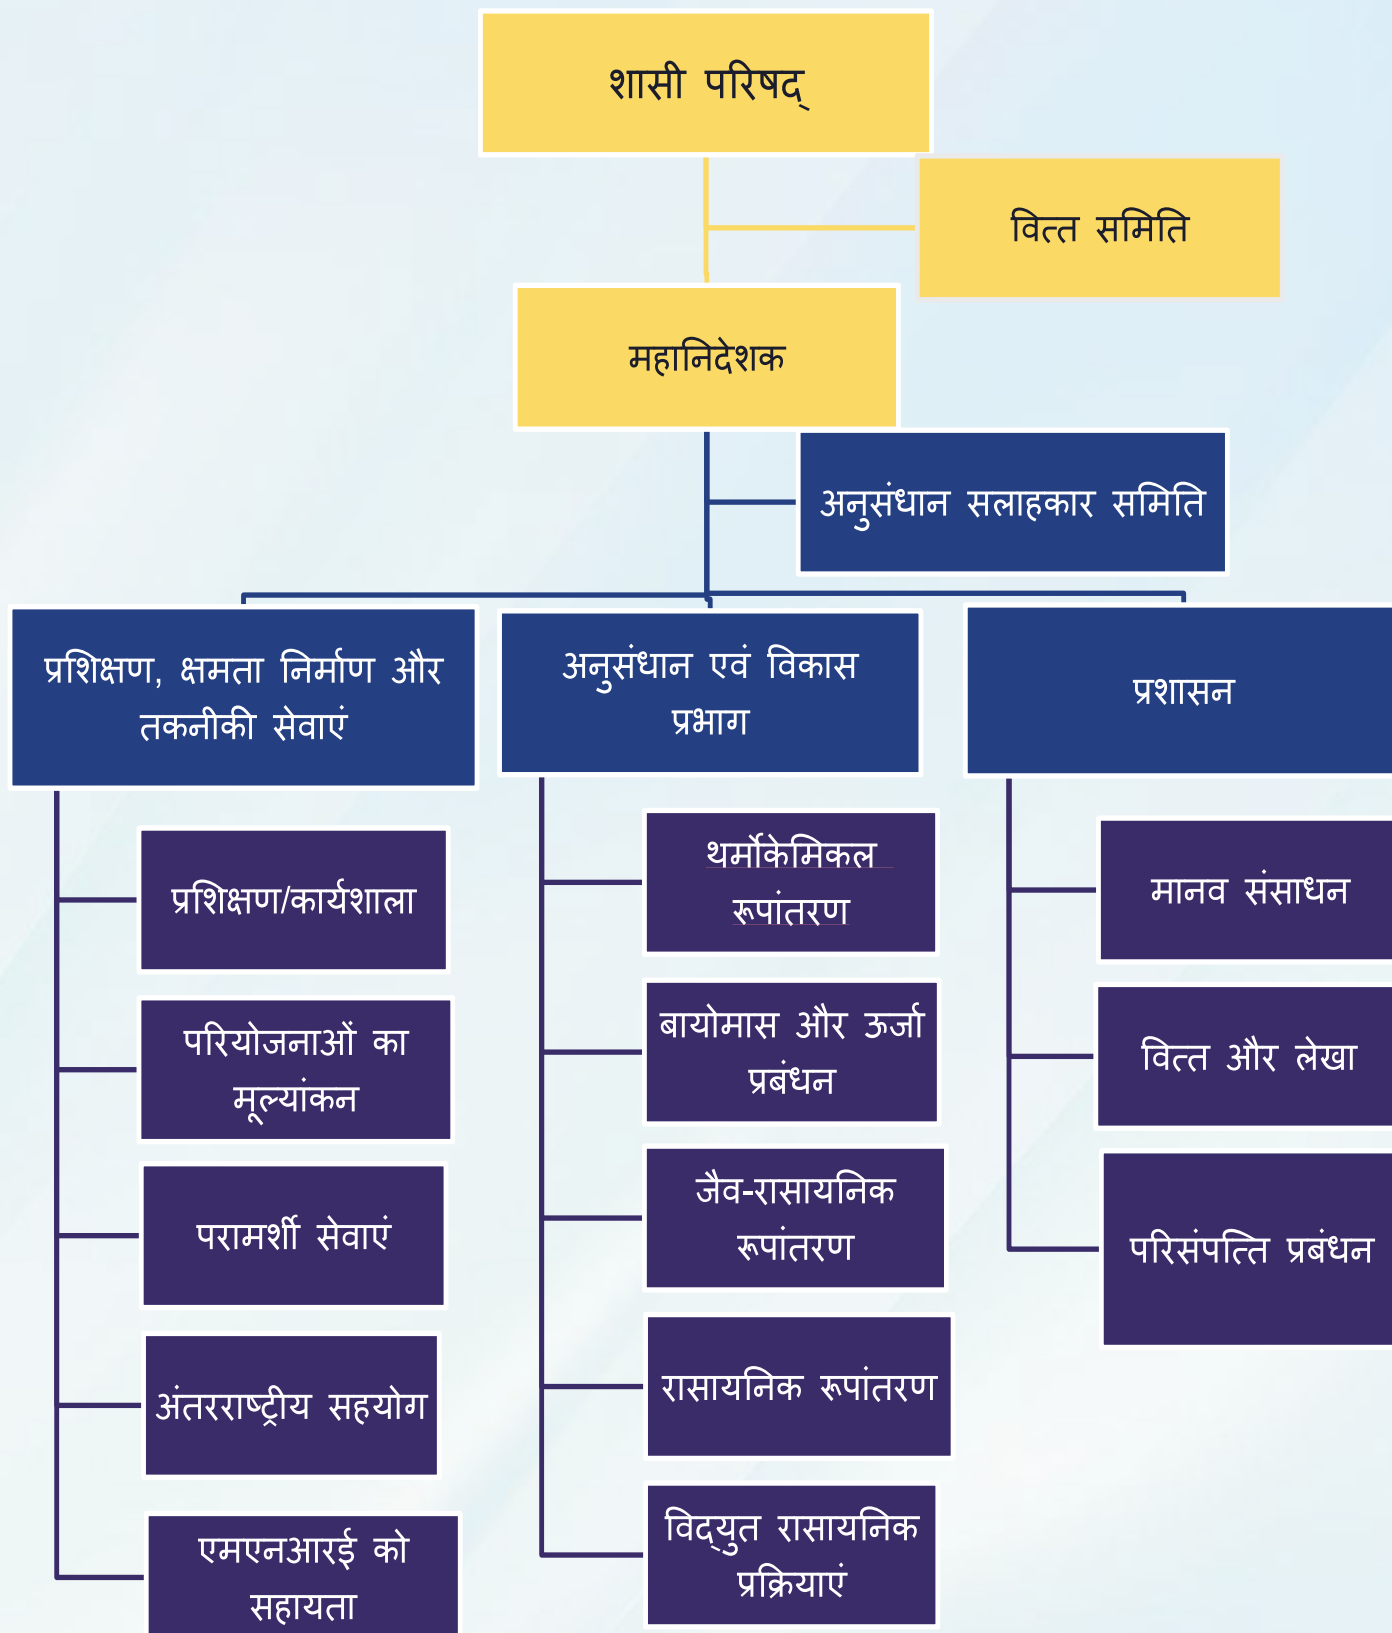 शासी परिषद्
वित्त समिति
महानिदेशक
अनुसंधान सलाहकार समिति
प्रशिक्षण, क्षमता निर्माण और
तकनीकी सेवाएं
अनुसंधान एवं विकास
प्रभाग
प्रशासन
प्रशिक्षण/कार्यशाला
परियोजनाओं का
मूल्यांकन
परामर्शी सेवाएं
अंतरराष्ट्रीय सहयोग
एमएनआरई को
सहायता
थर्मोकेमिकल
रूपांतरण
बायोमास और ऊर्जा
प्रबंधन
जैव-रासायनिक
रूपांतरण
रासायनिक रूपांतरण
विद्युत रासायनिक
प्रक्रियाएं
मानव संसाधन
वित्त और लेखा
परिसंपत्ति प्रबंधन